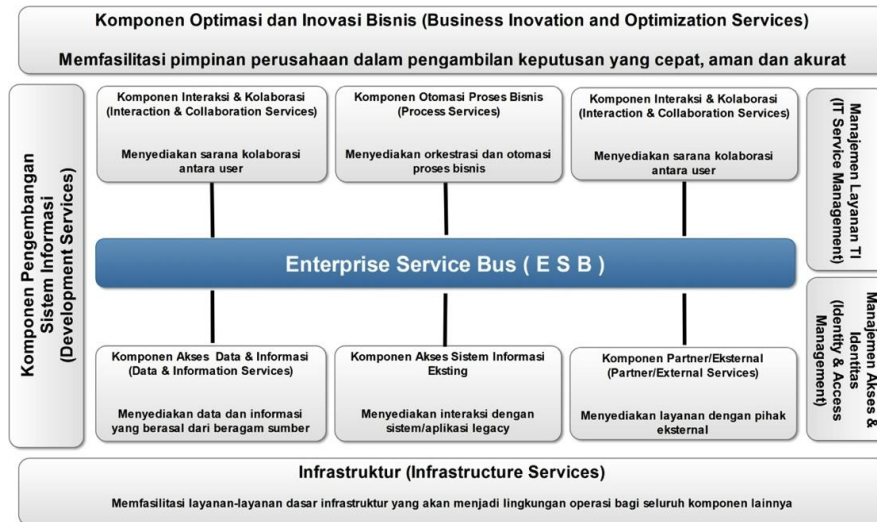 Komponen Optimasi dan Inovasi Bisnis (Business Inovation and Optimization Services)
Memfasilitasi pimpinan perusahaan dalam pengambilan keputusan yang cepat, aman dan akurat
Komponen Pengembangan
Sistem Informasi
(Development Services)
Komponen Interaksi & Kolaborasi
(Interaction & Collaboration Services)
Menyediakan sarana kolaborasi
antara user
Komponen Otomasi Proses Bisnis
(Process Services)
Menyediakan orkestrasi dan otomasi
proses bisnis
Komponen Interaksi & Kolaborasi
(Interaction & Collaboration Services)
Menyediakan sarana kolaborasi
antara user
Manajemen Layanan TI
(IT Service Management)
Enterprise Service Bus ( E S B )
Komponen Akses Data & Informasi
(Data & Information Services)
Menyediakan data dan informasi
yang berasal dari beragam sumber
Komponen Akses Sistem Informasi
Eksting
Menyediakan interaksi dengan
sistem/aplikasi legacy
Komponen Partner/Eksternal
(Partner/External Services)
Menyediakan layanan dengan pihak
eksternal
Manajemen Akses &
Identitas
(Identity & Access
Management)
Infrastruktur (Infrastructure Services)
Memfasilitasi layanan-layanan dasar infrastruktur yang akan menjadi lingkungan operasi bagi seluruh komponen lainnya